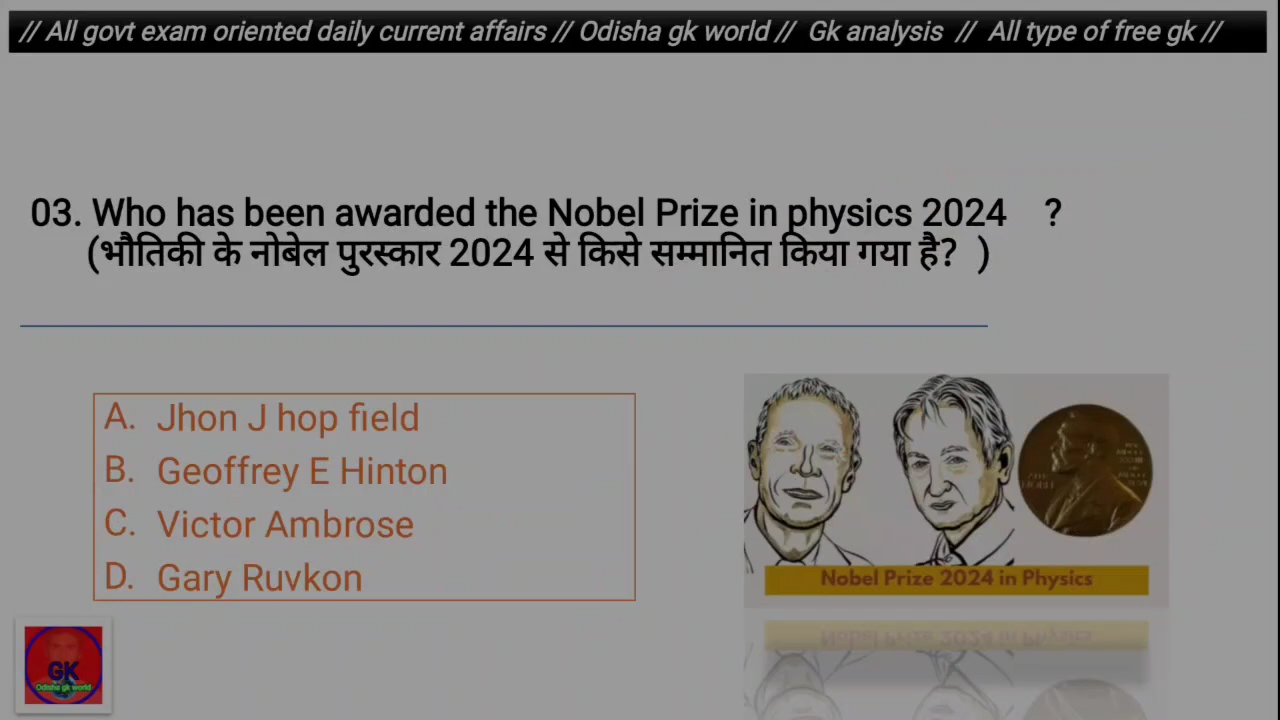 // All govt exam oriented daily current affairs // Odisha gk world // Gk analysis // All type of free gk //
03. Who has been awarded the Nobel Prize in physics 2024 ?
(भौतिकी के नोबेल पुरस्कार 2024 से किसे सम्मानित किया गया है? )
A. Jhon J hop field
B. Geoffrey E Hinton
C. Victor Ambrose
D. Gary Ruvkon
Nobel Prize 2024 in Physics
GK
Odisha gk world